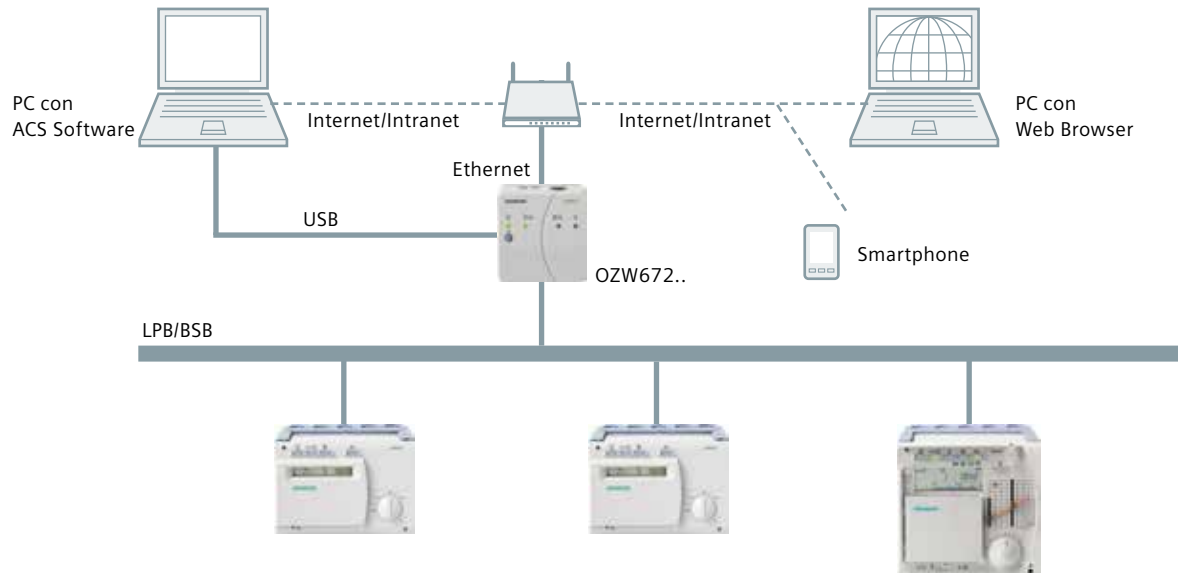 PC con
ACS Software
Internet/Intranet
Internet/Intranet
PC con
Web Browser
Ethernet
USB
Smartphone
OZW672..
LPB/BSB